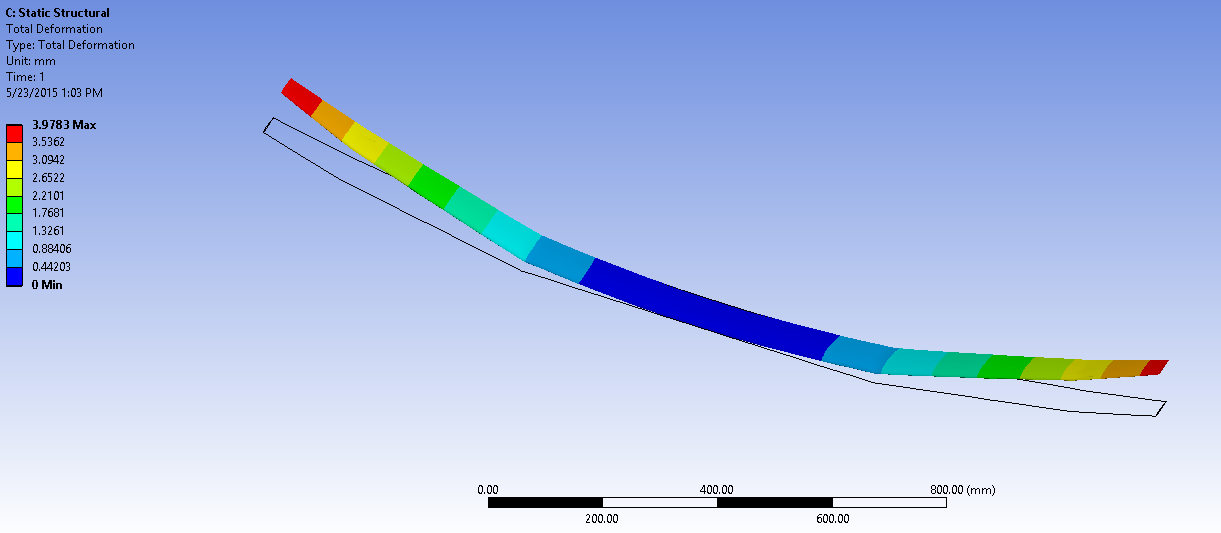 C: Static Structural
Total Deformation
Type: Total Deformation
Unit: mm
Time: 1
5/23/2015 1:03 PM
3.9783 Max
3.5362
3.0942
2.6522
2.2101
1.7681
1.3261
0.88406
0.44203
0 Min
0.00 400.00 800.00 (mm)
200.00 600.00